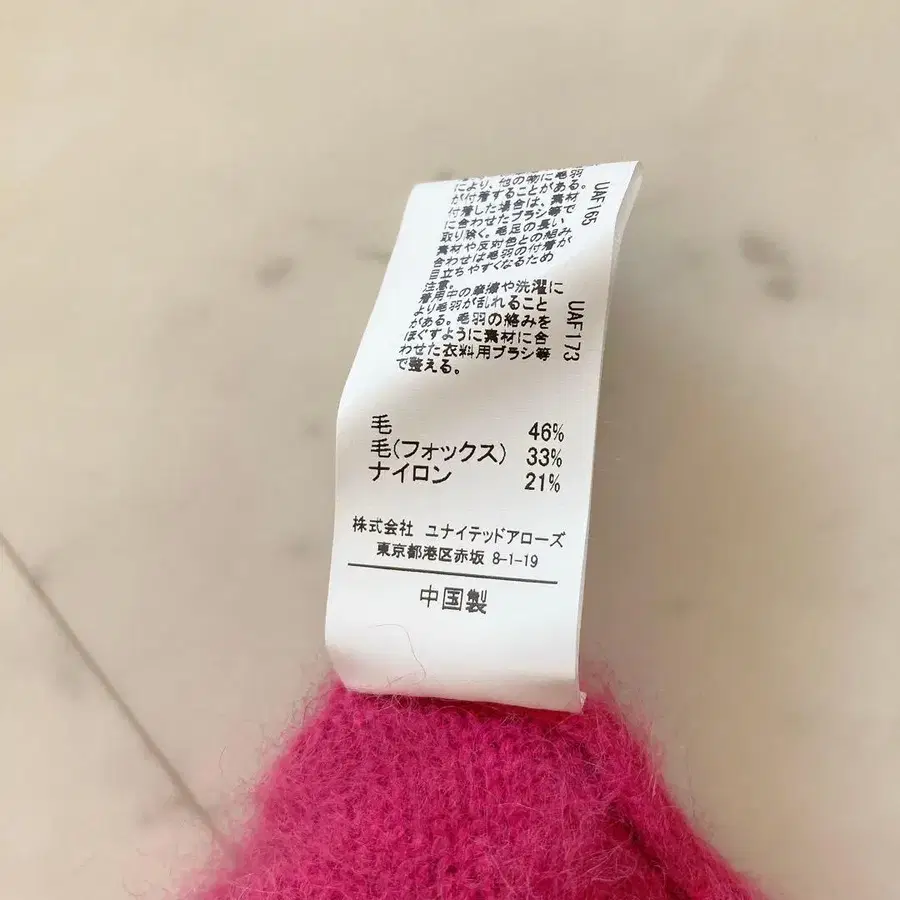 により、他の物に毛羽
が付着することがある。
付着した場合は、素材
に合わせたブラシ等で
取り除く。毛足の長い
素材や反対色との組み
合わせは毛羽の付着が
目立ちやすくなるため
注意。
UAF165
着用中の摩擦や洗濯に
より毛羽が乱れること
がある。毛羽の絡みを
ほぐすように素材に合
わせた衣料用ブラシ等
で整える。
UAF173
毛 46%
毛(フォックス) 33%
ナイロン 21%
株式会社 ユナイテッドアローズ
東京都港区赤坂 8-1-19
中国製